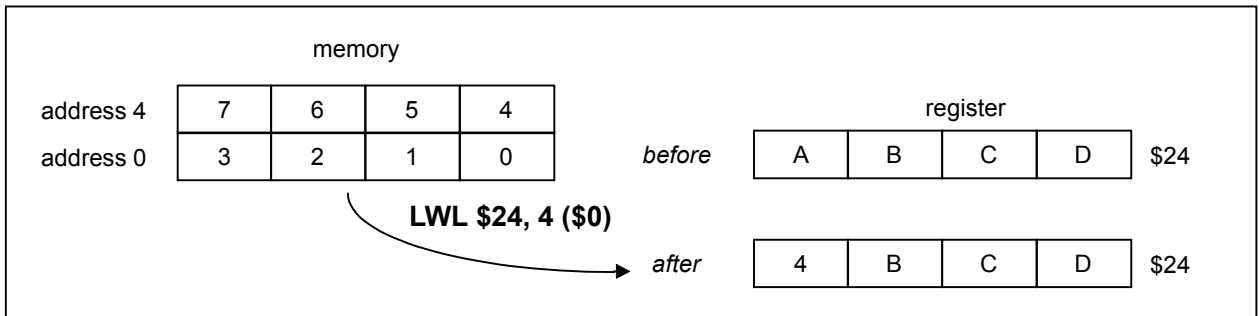 memory
address 4 7 6 5 4
register
address 0 3 2 1 0
before A B C D $24
LWL $24, 4 ($0)
after 4 B C D $24